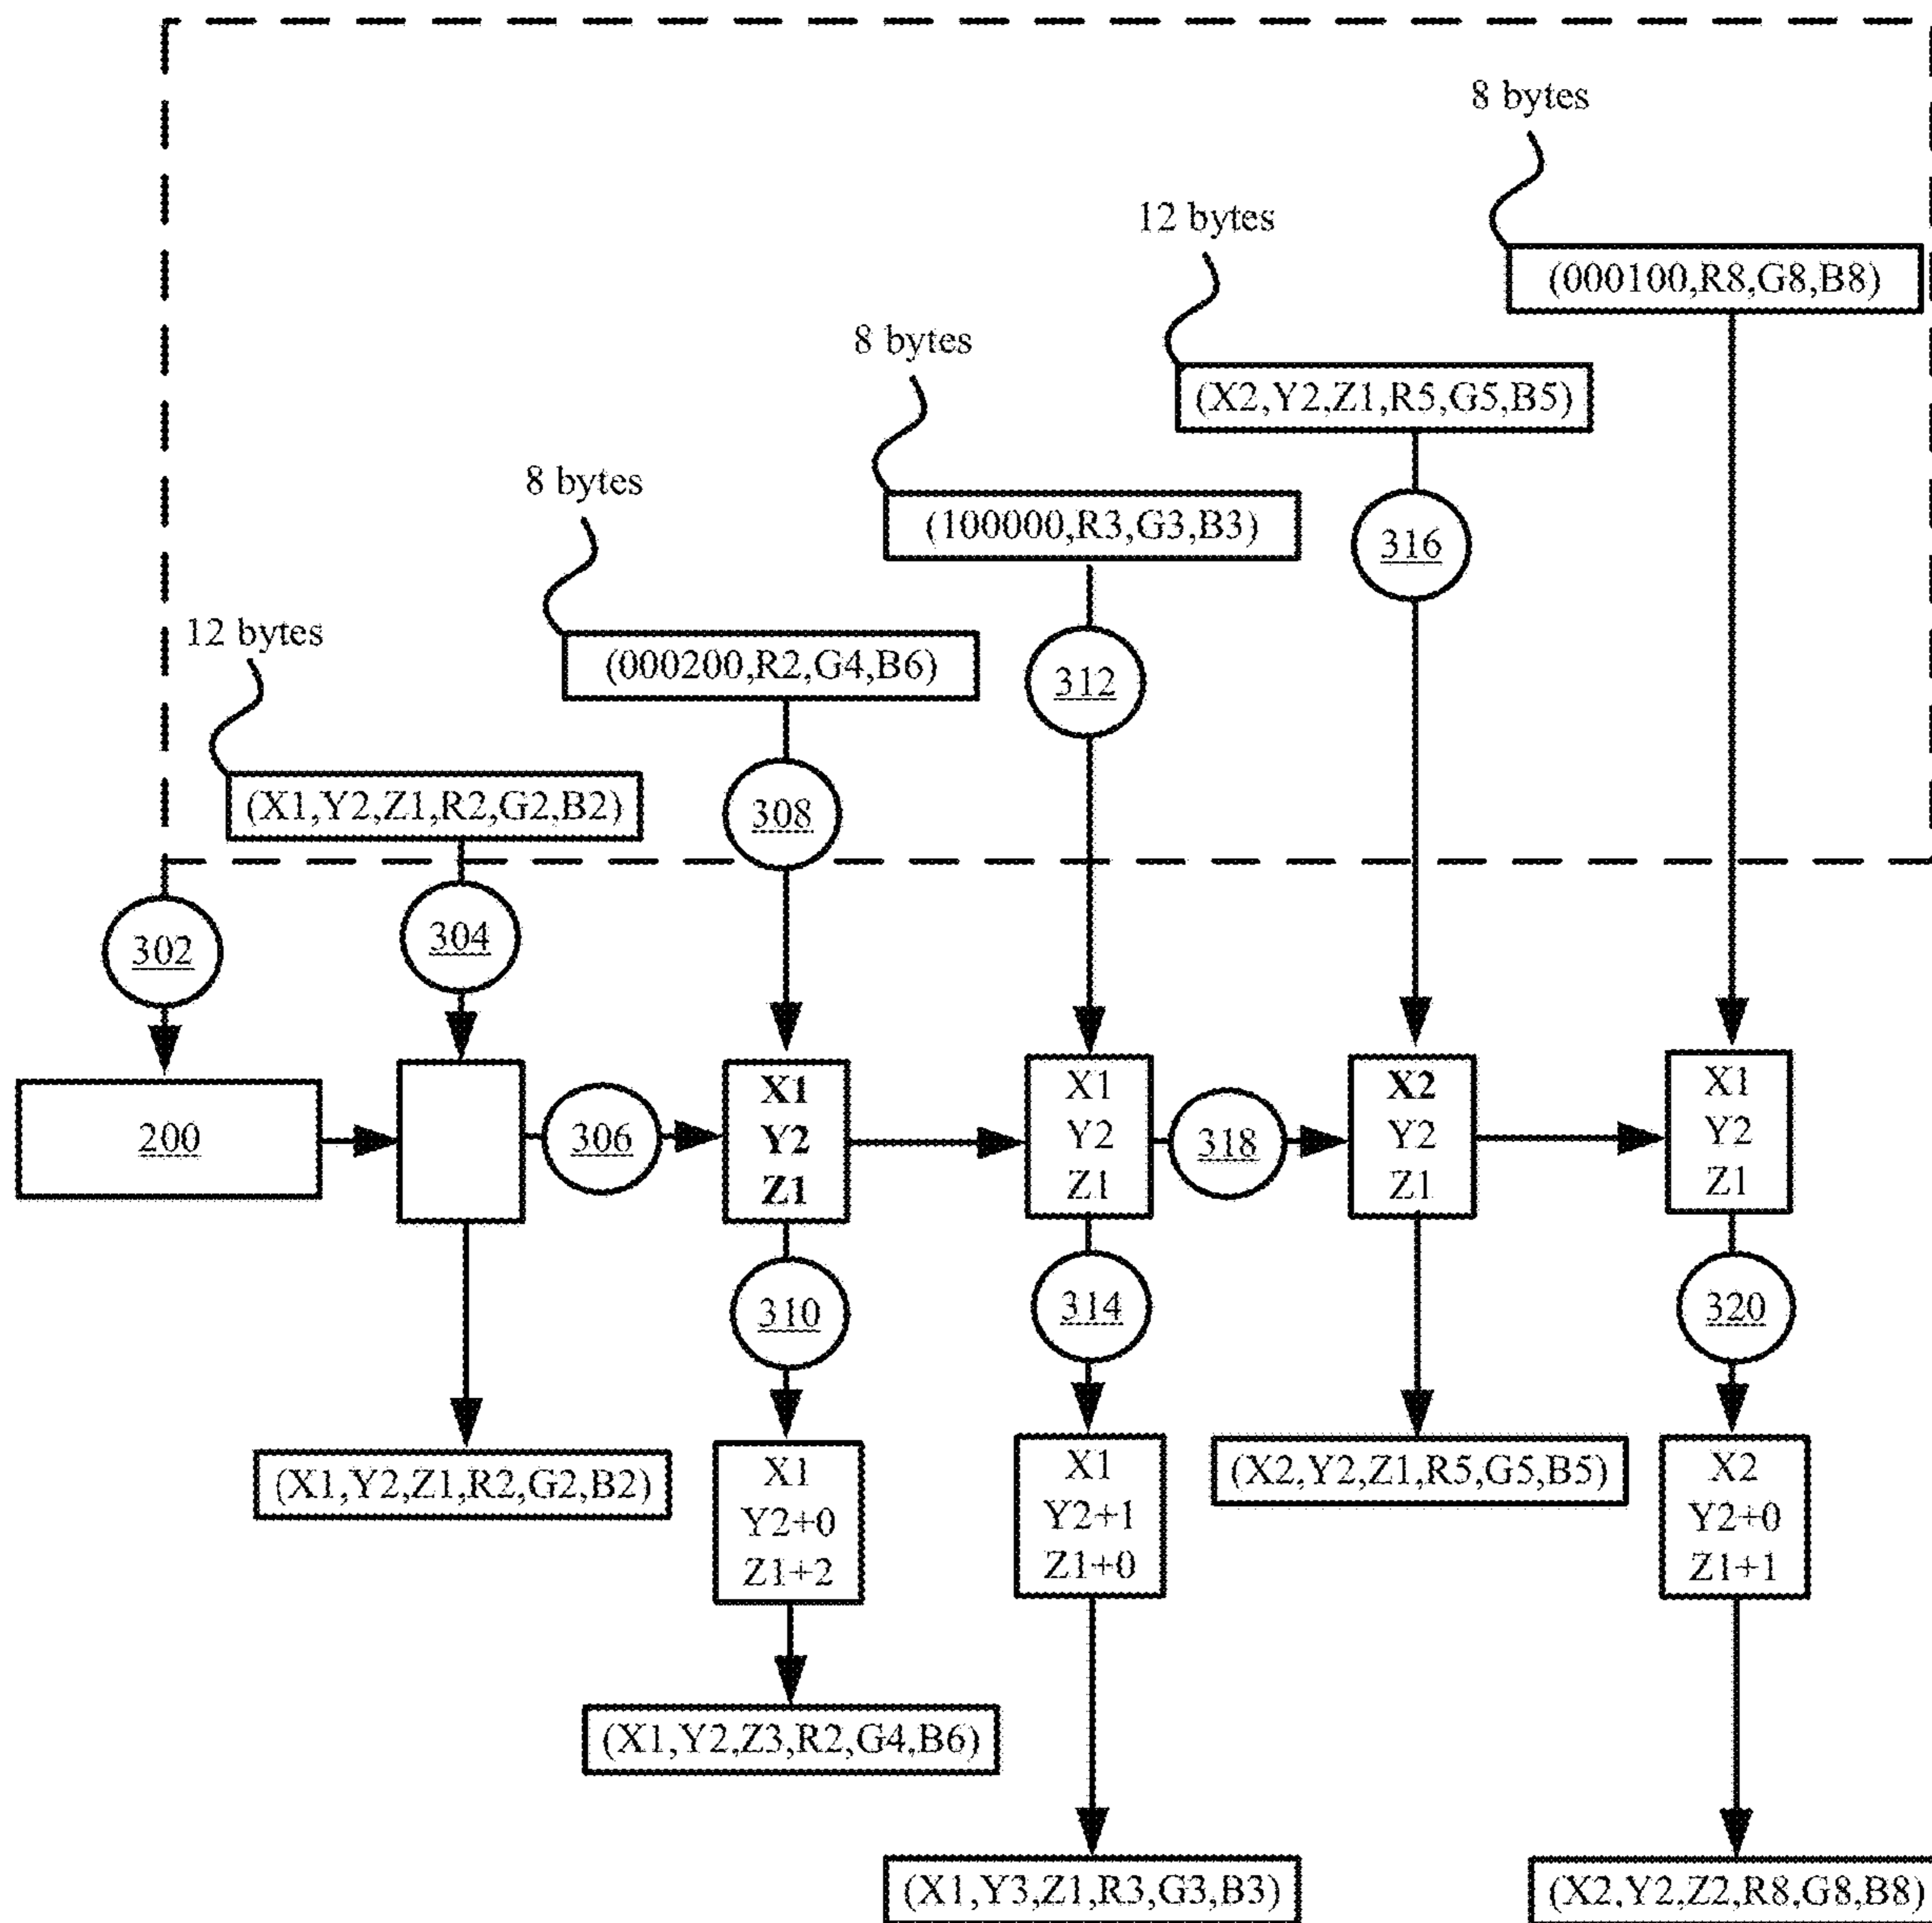 8 bytes
12 bytes
(000100,R8,G8,B8)
8 bytes
(X2,Y2,Z1,R5,G5,B5)
8 bytes
(100000,R3,G3,B3)
316
12 bytes
(000200,R2,G4,B6)
312
(X1,Y2,Z1,R2,G2,B2)
308
302
304
200
306
X1
Y2
Z1
X1
Y2
Z1
318
X2
Y2
Z1
X1
Y2
Z1
310
314
320
(X1,Y2,Z1,R2,G2,B2)
X1
Y2+0
Z1+2
X1
Y2+1
Z1+0
(X2,Y2,Z1,R5,G5,B5)
X2
Y2+0
Z1+1
(X1,Y2,Z3,R2,G4,B6)
(X1,Y3,Z1,R3,G3,B3)
(X2,Y2,Z2,R8,G8,B8)